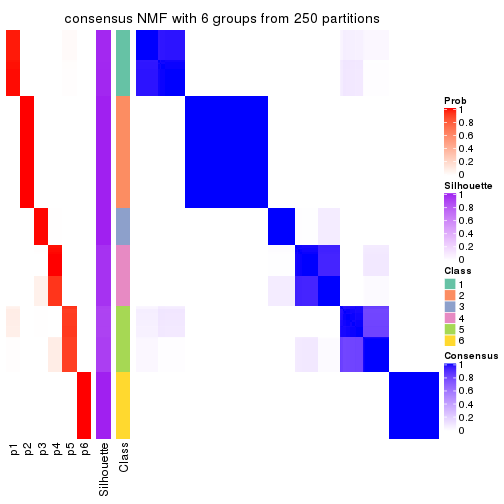 consensus NMF with 6 groups from 250 partitions
Prob
1
0.8
0.6
0.4
0.2
0
Silhouette
1
0.8
0.6
0.4
0.2
0
Class
1
2
3
4
5
6
Consensus
1
0.8
0.6
0.4
0.2
0
p1
p2
p3
p4
p5
p6
Silhouette
Class